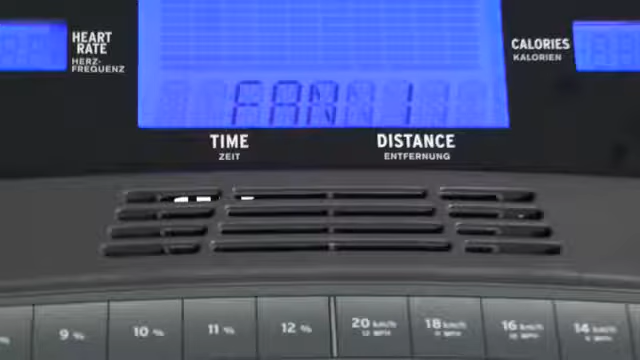 HEART
RATE
HERZ-
FREQUENZ
FAN 1
CALORIES
KALORIEN
TIME
ZEIT
DISTANCE
ENTFERNUNG
9 %
10 %
11 %
12 %
20 km/h
18 km/h
16 km/h
14 km/h